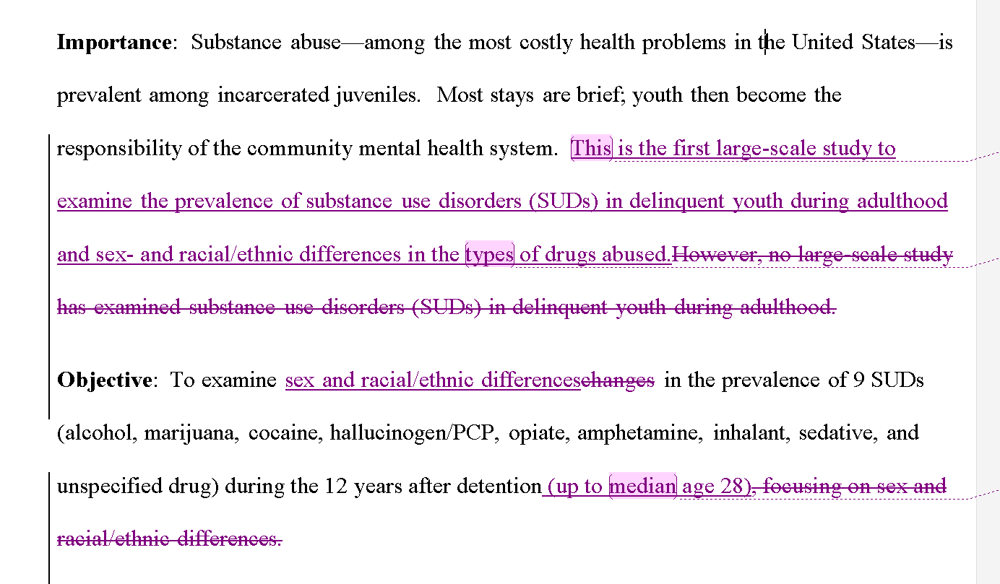 Importance: Substance abuse—among the most costly health problems in the United States—is
prevalent among incarcerated juveniles. Most stays are brief; youth then become the
responsibility of the community mental health system. This is the first large-scale study to
examine the prevalence of substance use disorders (SUDs) in delinquent youth during adulthood
and sex- and racial/ethnic differences in the types of drugs abused.However, no large-scale study
has examined substance use disorders (SUDs) in delinquent youth during adulthood.
Objective: To examine sex and racial/ethnic differenceschanges in the prevalence of 9 SUDs
(alcohol, marijuana, cocaine, hallucinogen/PCP, opiate, amphetamine, inhalant, sedative, and
unspecified drug) during the 12 years after detention (up to median age 28), focusing on sex and
racial/ethnic differences.